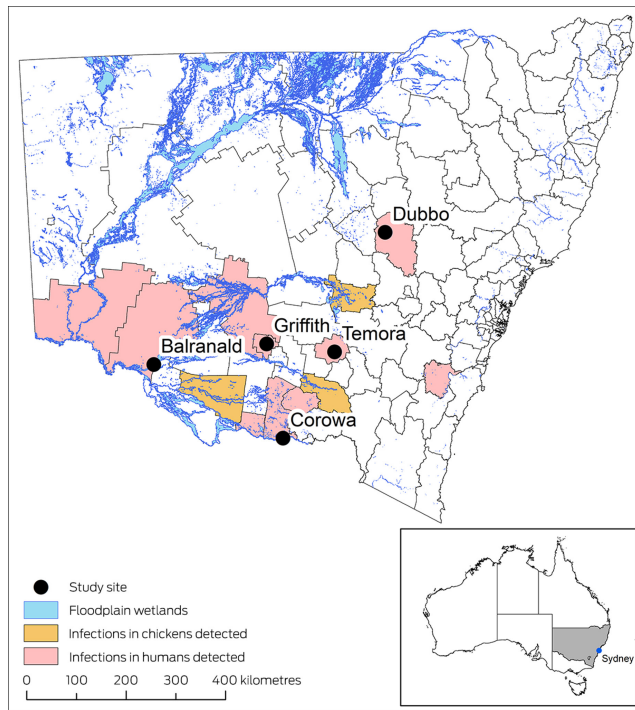 Dubbo
Griffith
Temora
Balranald
Corowa
Study site
Floodplain wetlands
Infections in chickens detected
Infections in humans detected
0 100 200 400 kilometres
Sydney